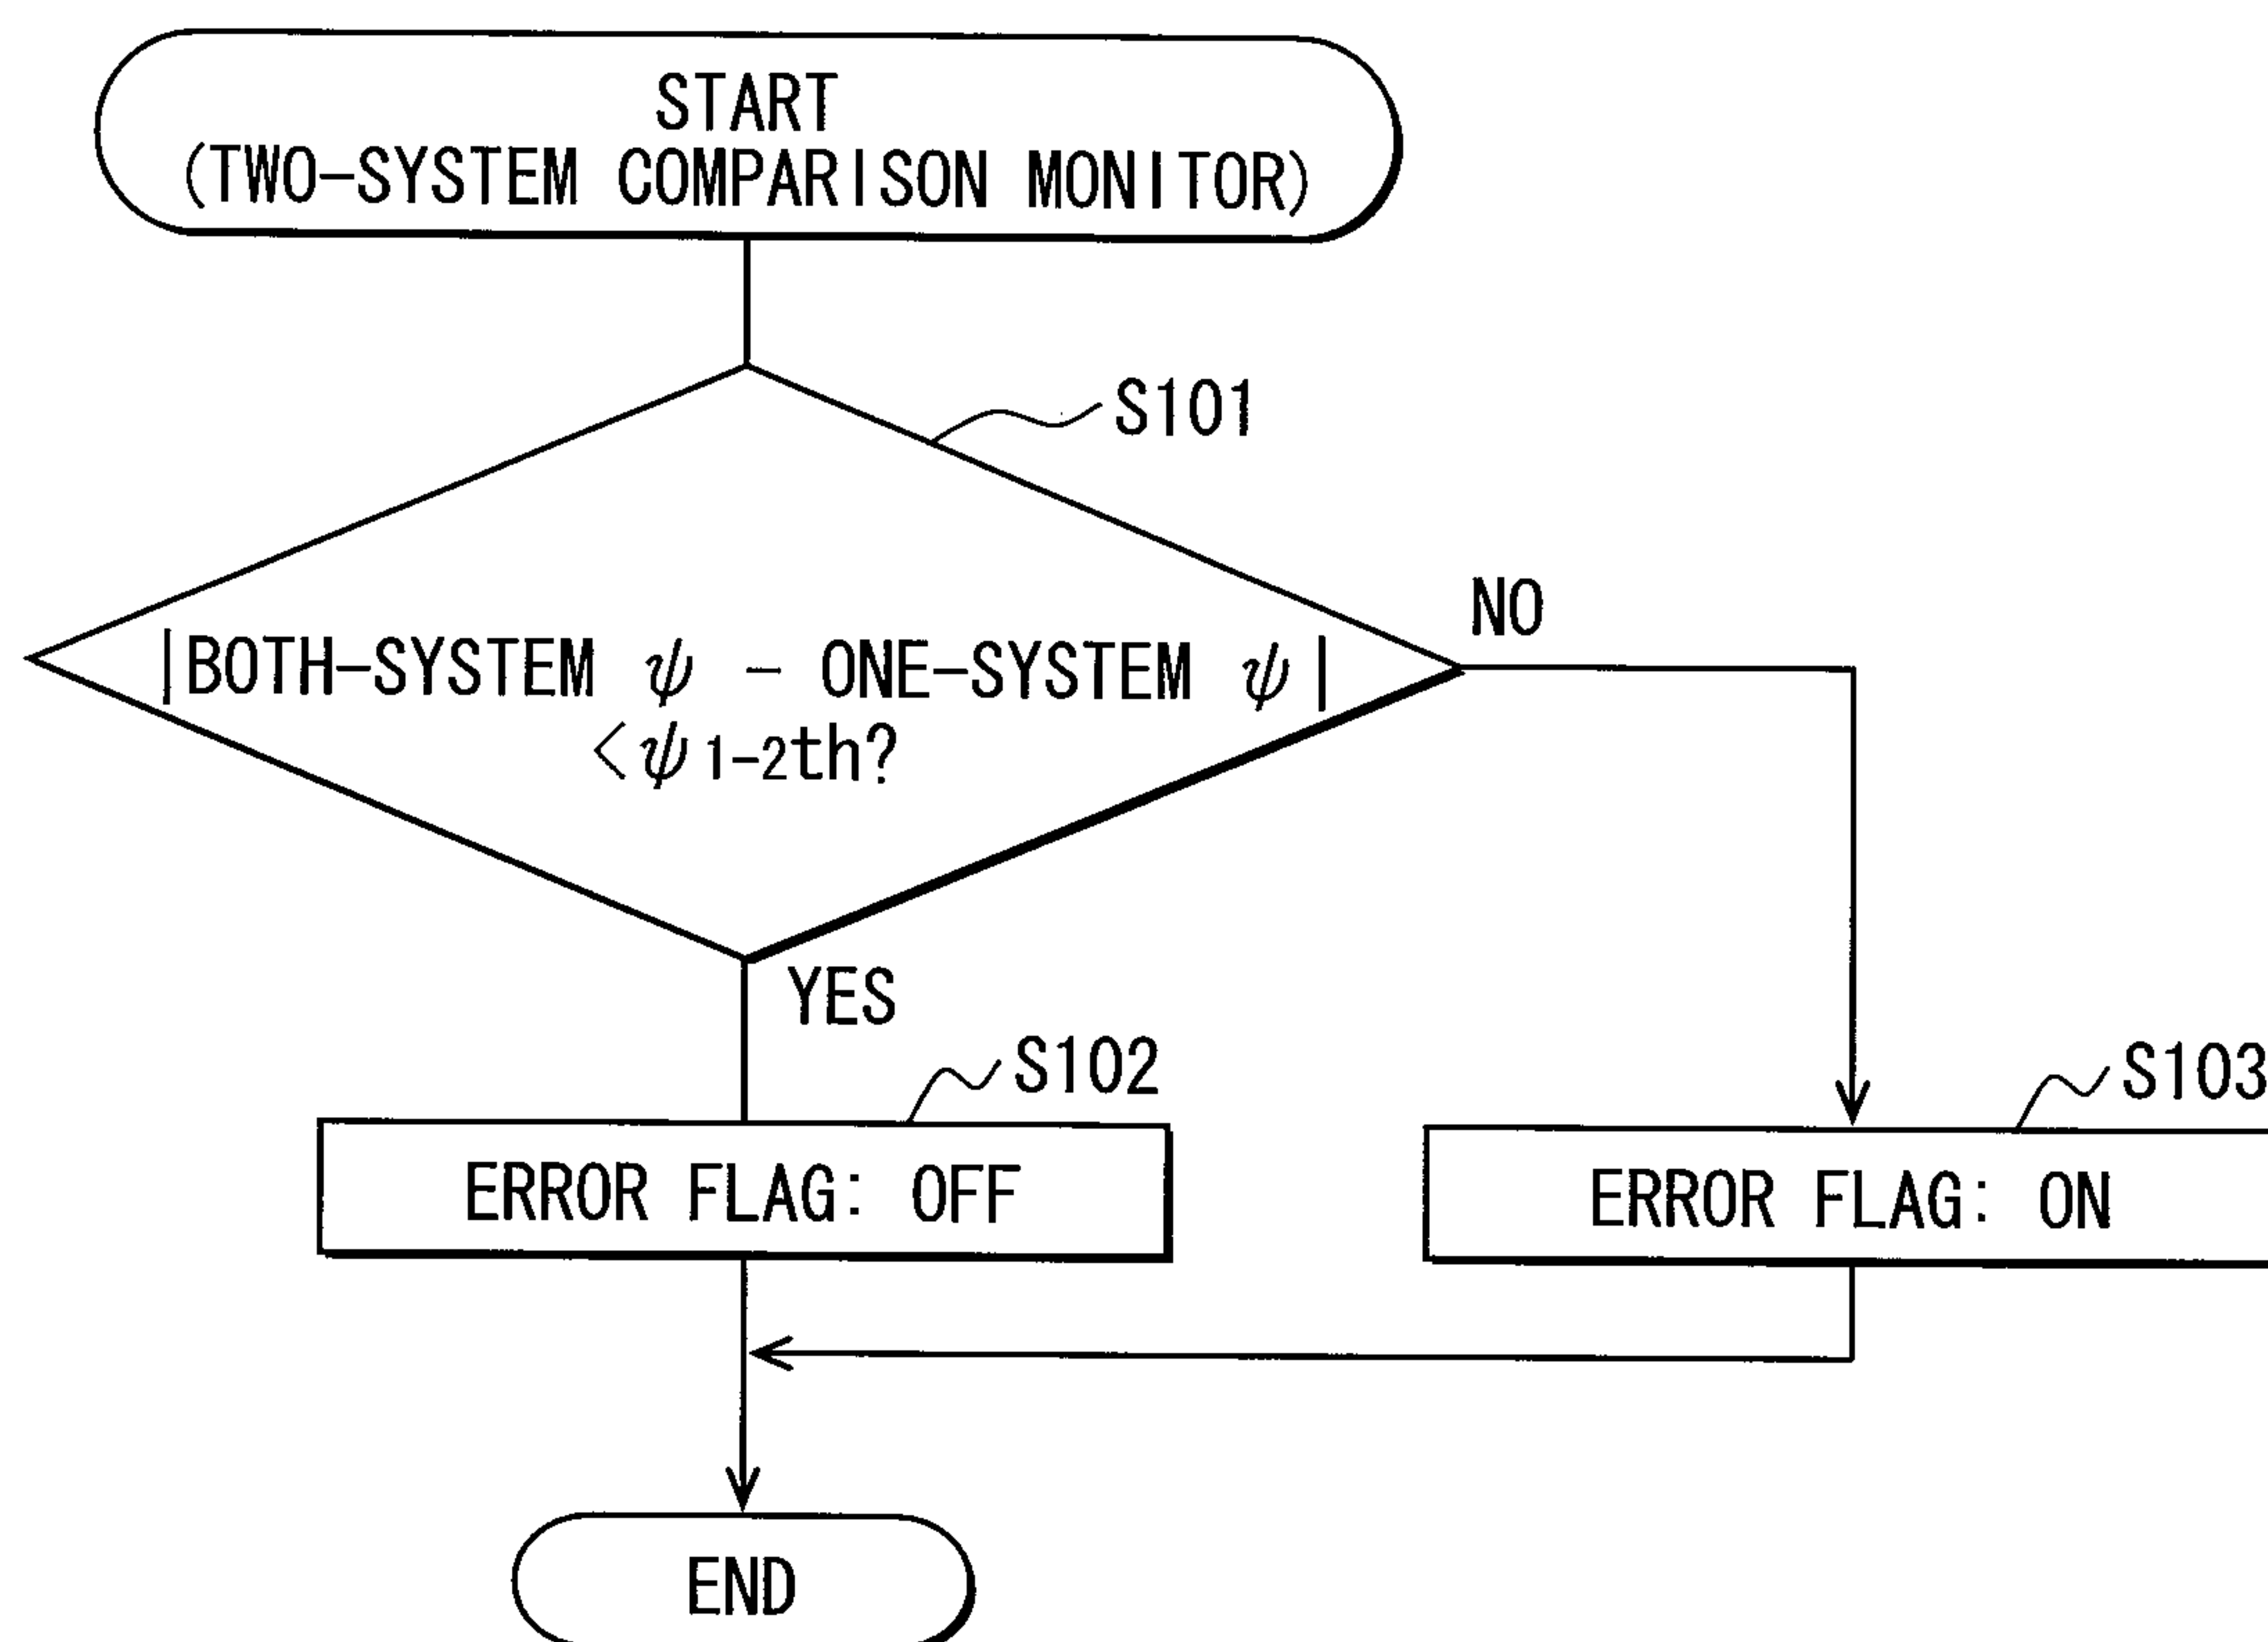 START
(TWO-SYSTEM COMPARISON MONITOR)
S101
NO
|BOTH-SYSTEM ψ - ONE-SYSTEM ψ|
<ψ1-2th?
YES
S102
S103
ERROR FLAG: OFF
ERROR FLAG: ON
END